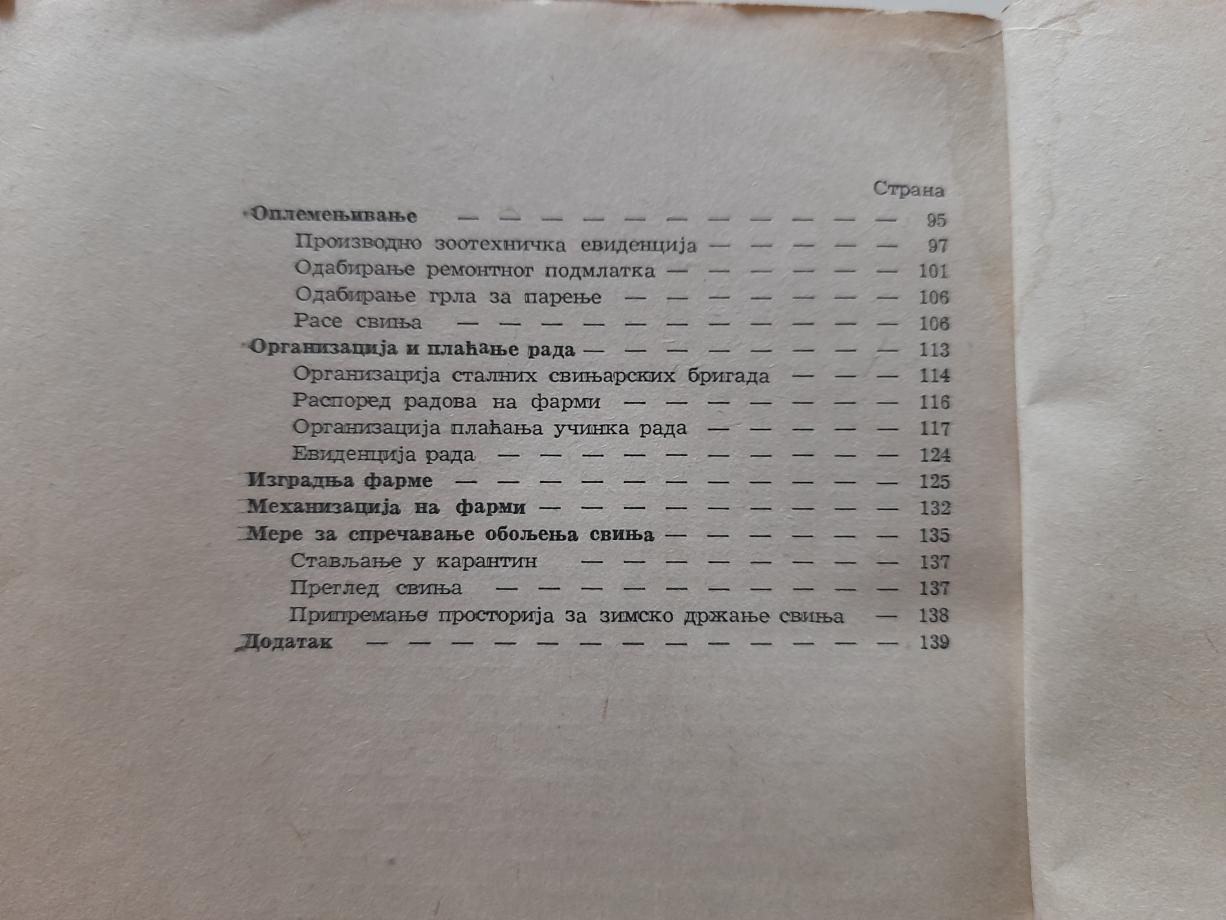 Страна
Оплемењивање — — — — — — — — — — — 95
Производно зоотехничка евиденција — — — — — 97
Одабирање ремонтног подмлатка — — — — — — 101
Одабирање грла за парење — — — — — — — 106
Расе свиња — — — — — — — — — — — 106
Организација и плаћање рада — — — — — — — — 113
Организација сталних свињарских бригада — — — 114
Распоред радова на фарми — — — — — — — 116
Организација плаћања учинка рада — — — — — 117
Евиденција рада — — — — — — — — — — 124
Изградња фарме — — — — — — — — — — — 125
Механизација на фарми — — — — — — — — — 132
Мере за спречавање обољења свиња — — — — — — 135
Стављање у карантин — — — — — — — — 137
Преглед свиња — — — — — — — — — — 137
Припремање просторија за зимско држање свиња — 138
Додатак — — — — — — — — — — — — — 139